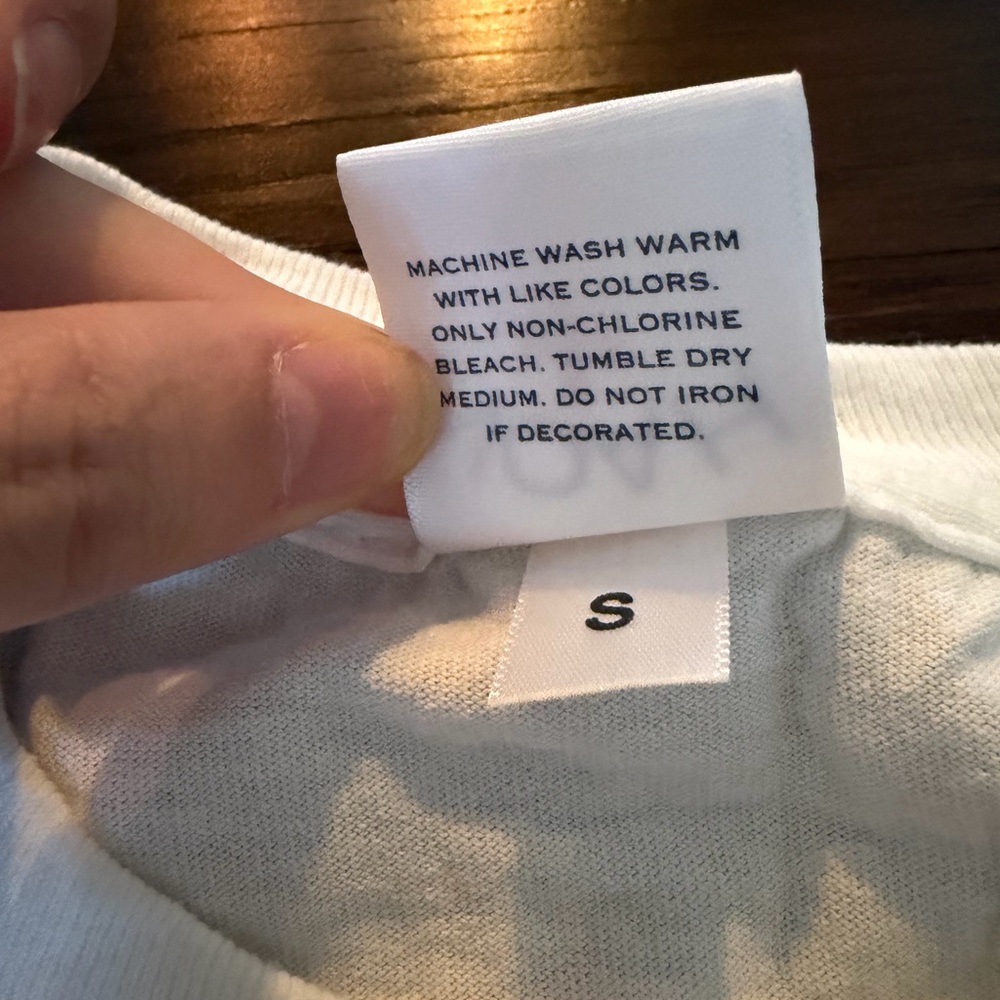 MACHINE WASH WARM
WITH LIKE COLORS.
ONLY NON-CHLORINE
BLEACH. TUMBLE DRY
MEDIUM. DO NOT IRON
IF DECORATED.
S